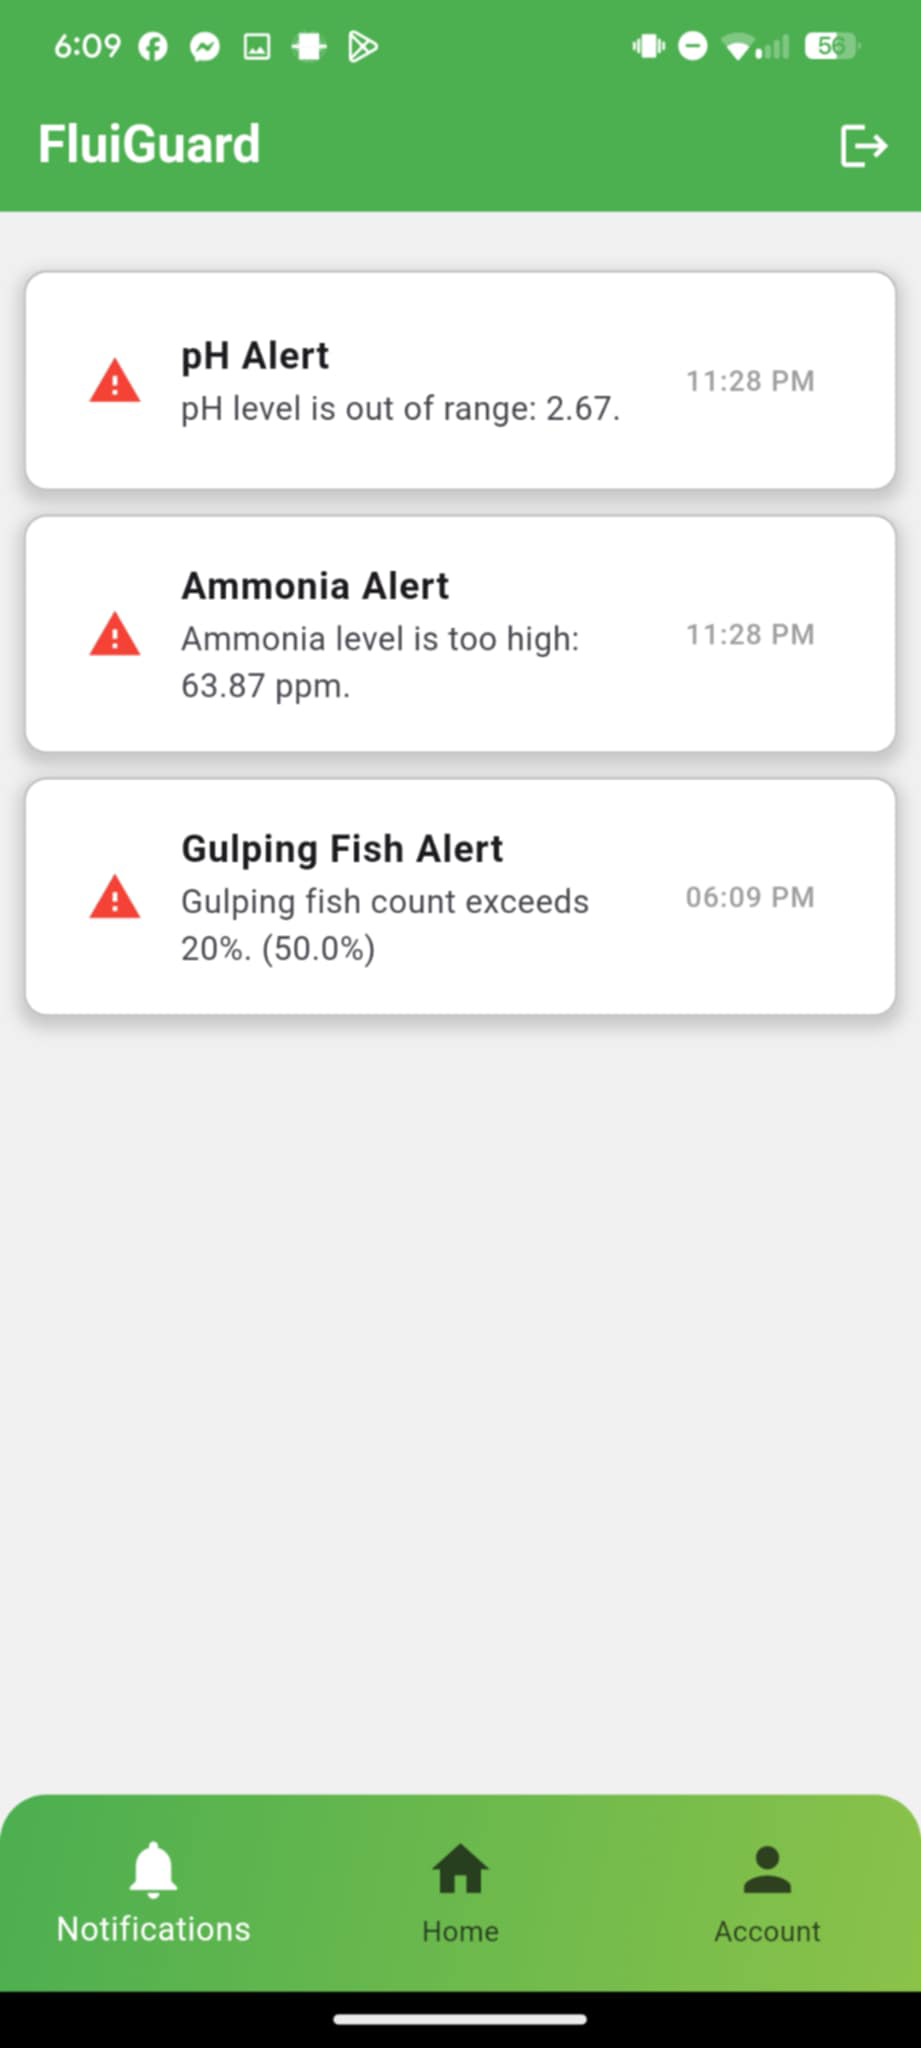 6:09
56
FluiGuard
pH Alert
pH level is out of range: 2.67.
11:28 PM
Ammonia Alert
Ammonia level is too high:
63.87 ppm.
11:28 PM
Gulping Fish Alert
Gulping fish count exceeds
20%. (50.0%)
06:09 PM
Notifications
Home
Account